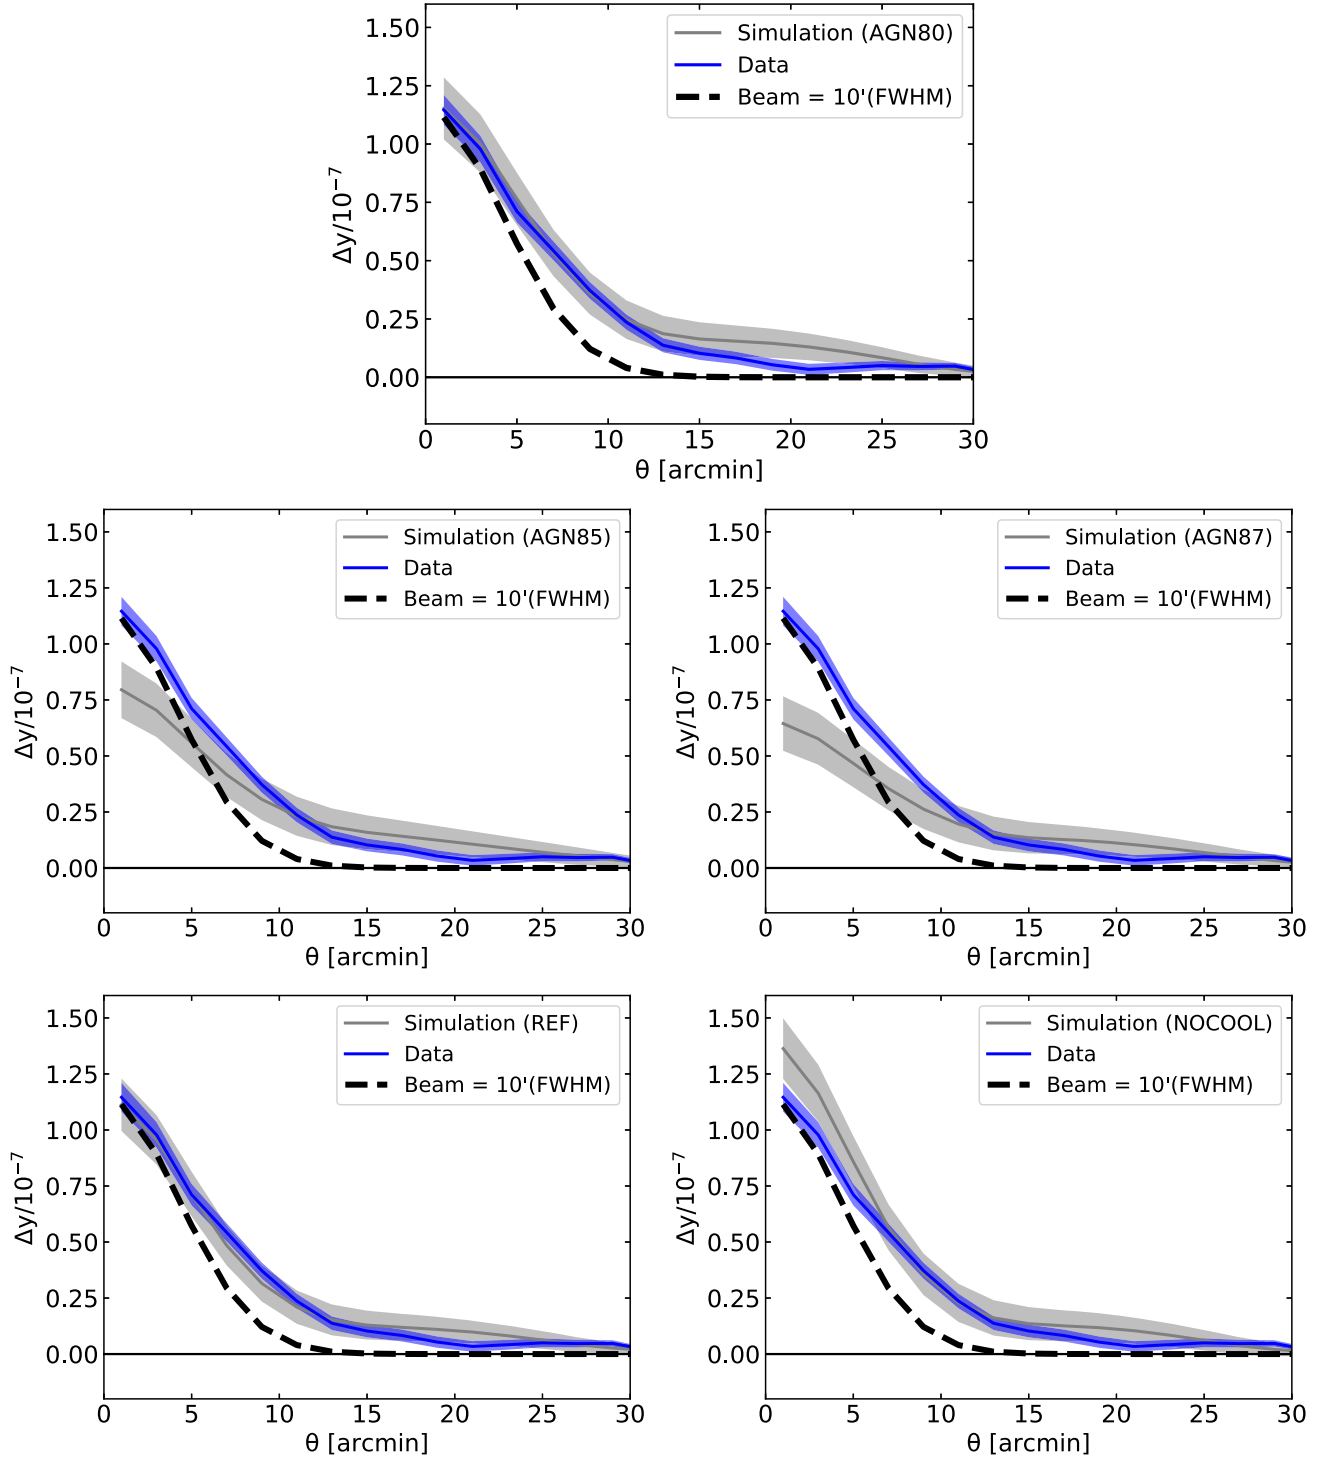 1.50
1.25
1.00
0.75
0.50
0.25
0.00
Δy/10⁻⁷
Simulation (AGN80)
Data
Beam = 10'(FWHM)
0 5 10 15 20 25 30
θ [arcmin]
1.50
1.25
1.00
0.75
0.50
0.25
0.00
Δy/10⁻⁷
Simulation (AGN85)
Data
Beam = 10'(FWHM)
0 5 10 15 20 25 30
θ [arcmin]
1.50
1.25
1.00
0.75
0.50
0.25
0.00
Δy/10⁻⁷
Simulation (AGN87)
Data
Beam = 10'(FWHM)
0 5 10 15 20 25 30
θ [arcmin]
1.50
1.25
1.00
0.75
0.50
0.25
0.00
Δy/10⁻⁷
Simulation (REF)
Data
Beam = 10'(FWHM)
0 5 10 15 20 25 30
θ [arcmin]
1.50
1.25
1.00
0.75
0.50
0.25
0.00
Δy/10⁻⁷
Simulation (NOCOOL)
Data
Beam = 10'(FWHM)
0 5 10 15 20 25 30
θ [arcmin]